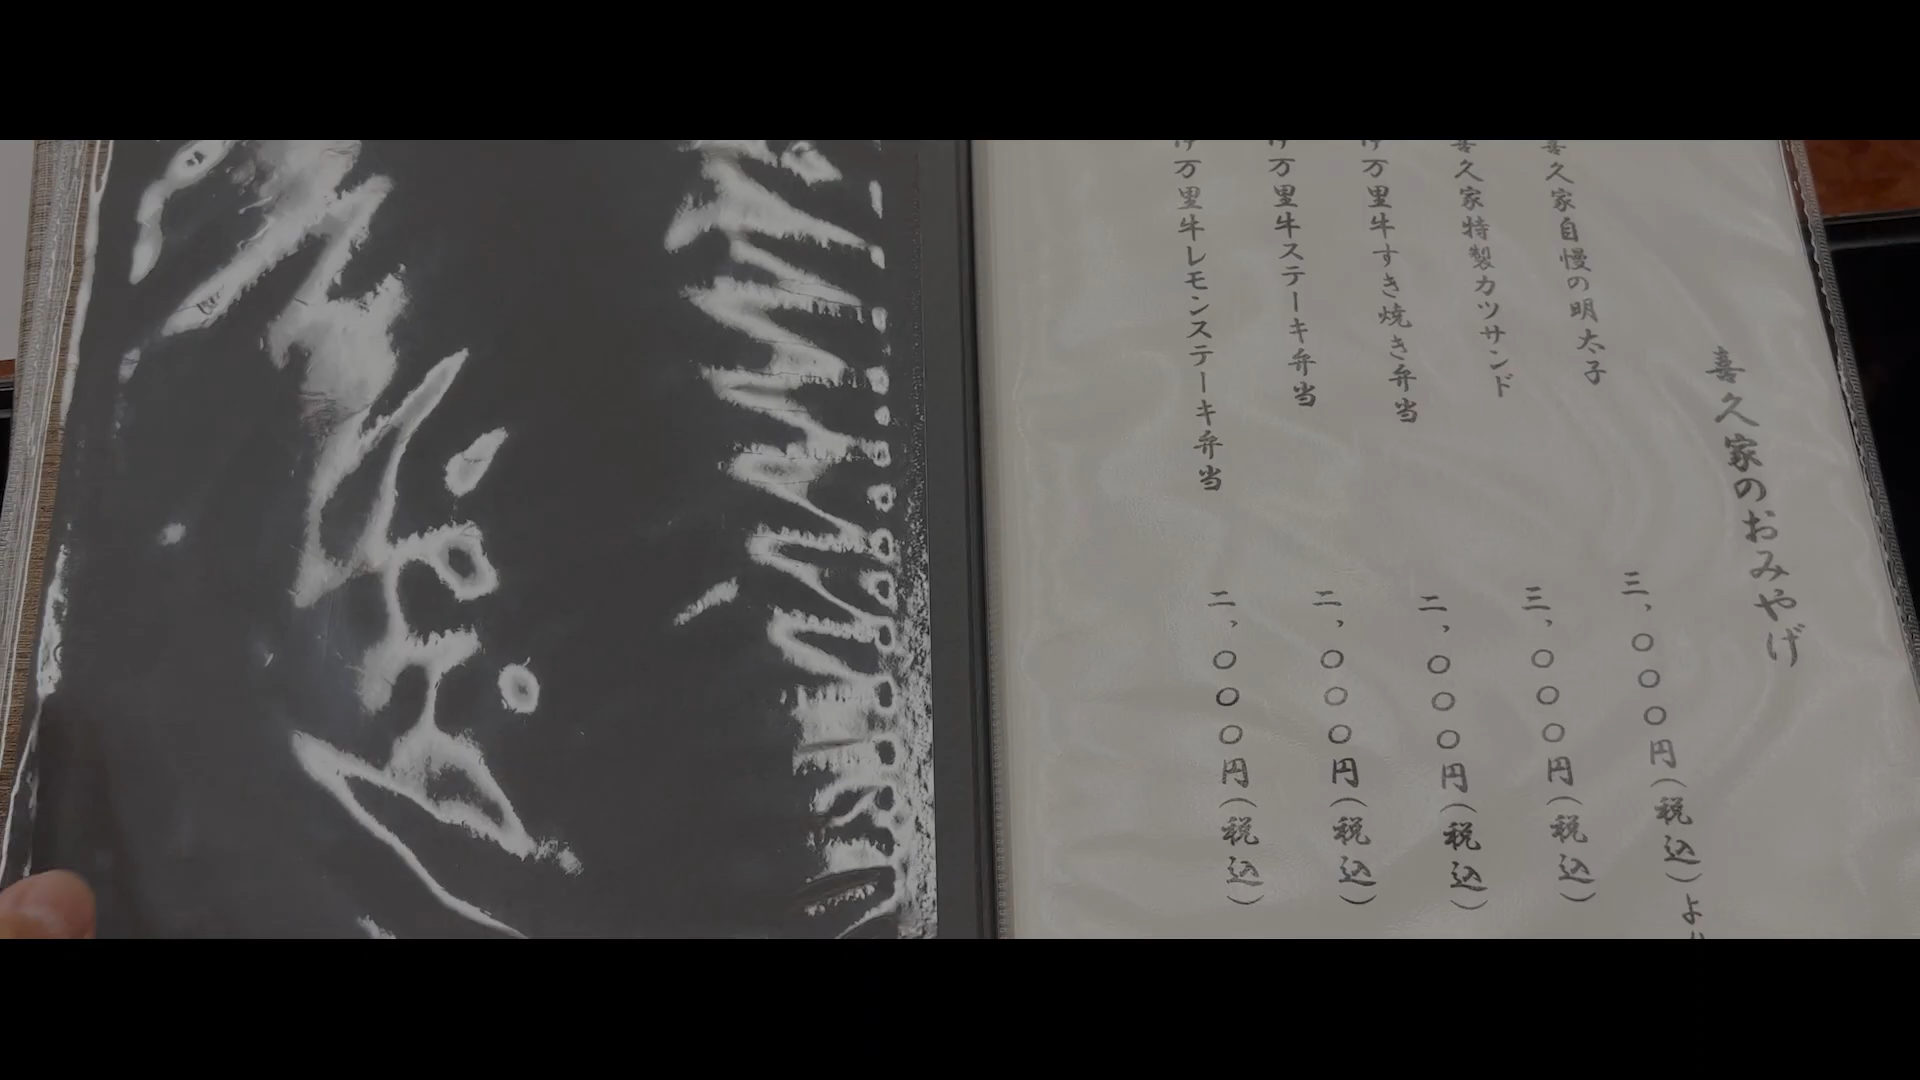 喜久家のおみやげ
喜久家自慢の明太子 三、〇〇〇円(税込)より
喜久家特製カツサンド 三、〇〇〇円(税込)
伊万里牛すき焼き弁当 二、〇〇〇円(税込)
伊万里牛ステーキ弁当 二、〇〇〇円(税込)
伊万里牛レモンステーキ弁当 二、〇〇〇円(税込)